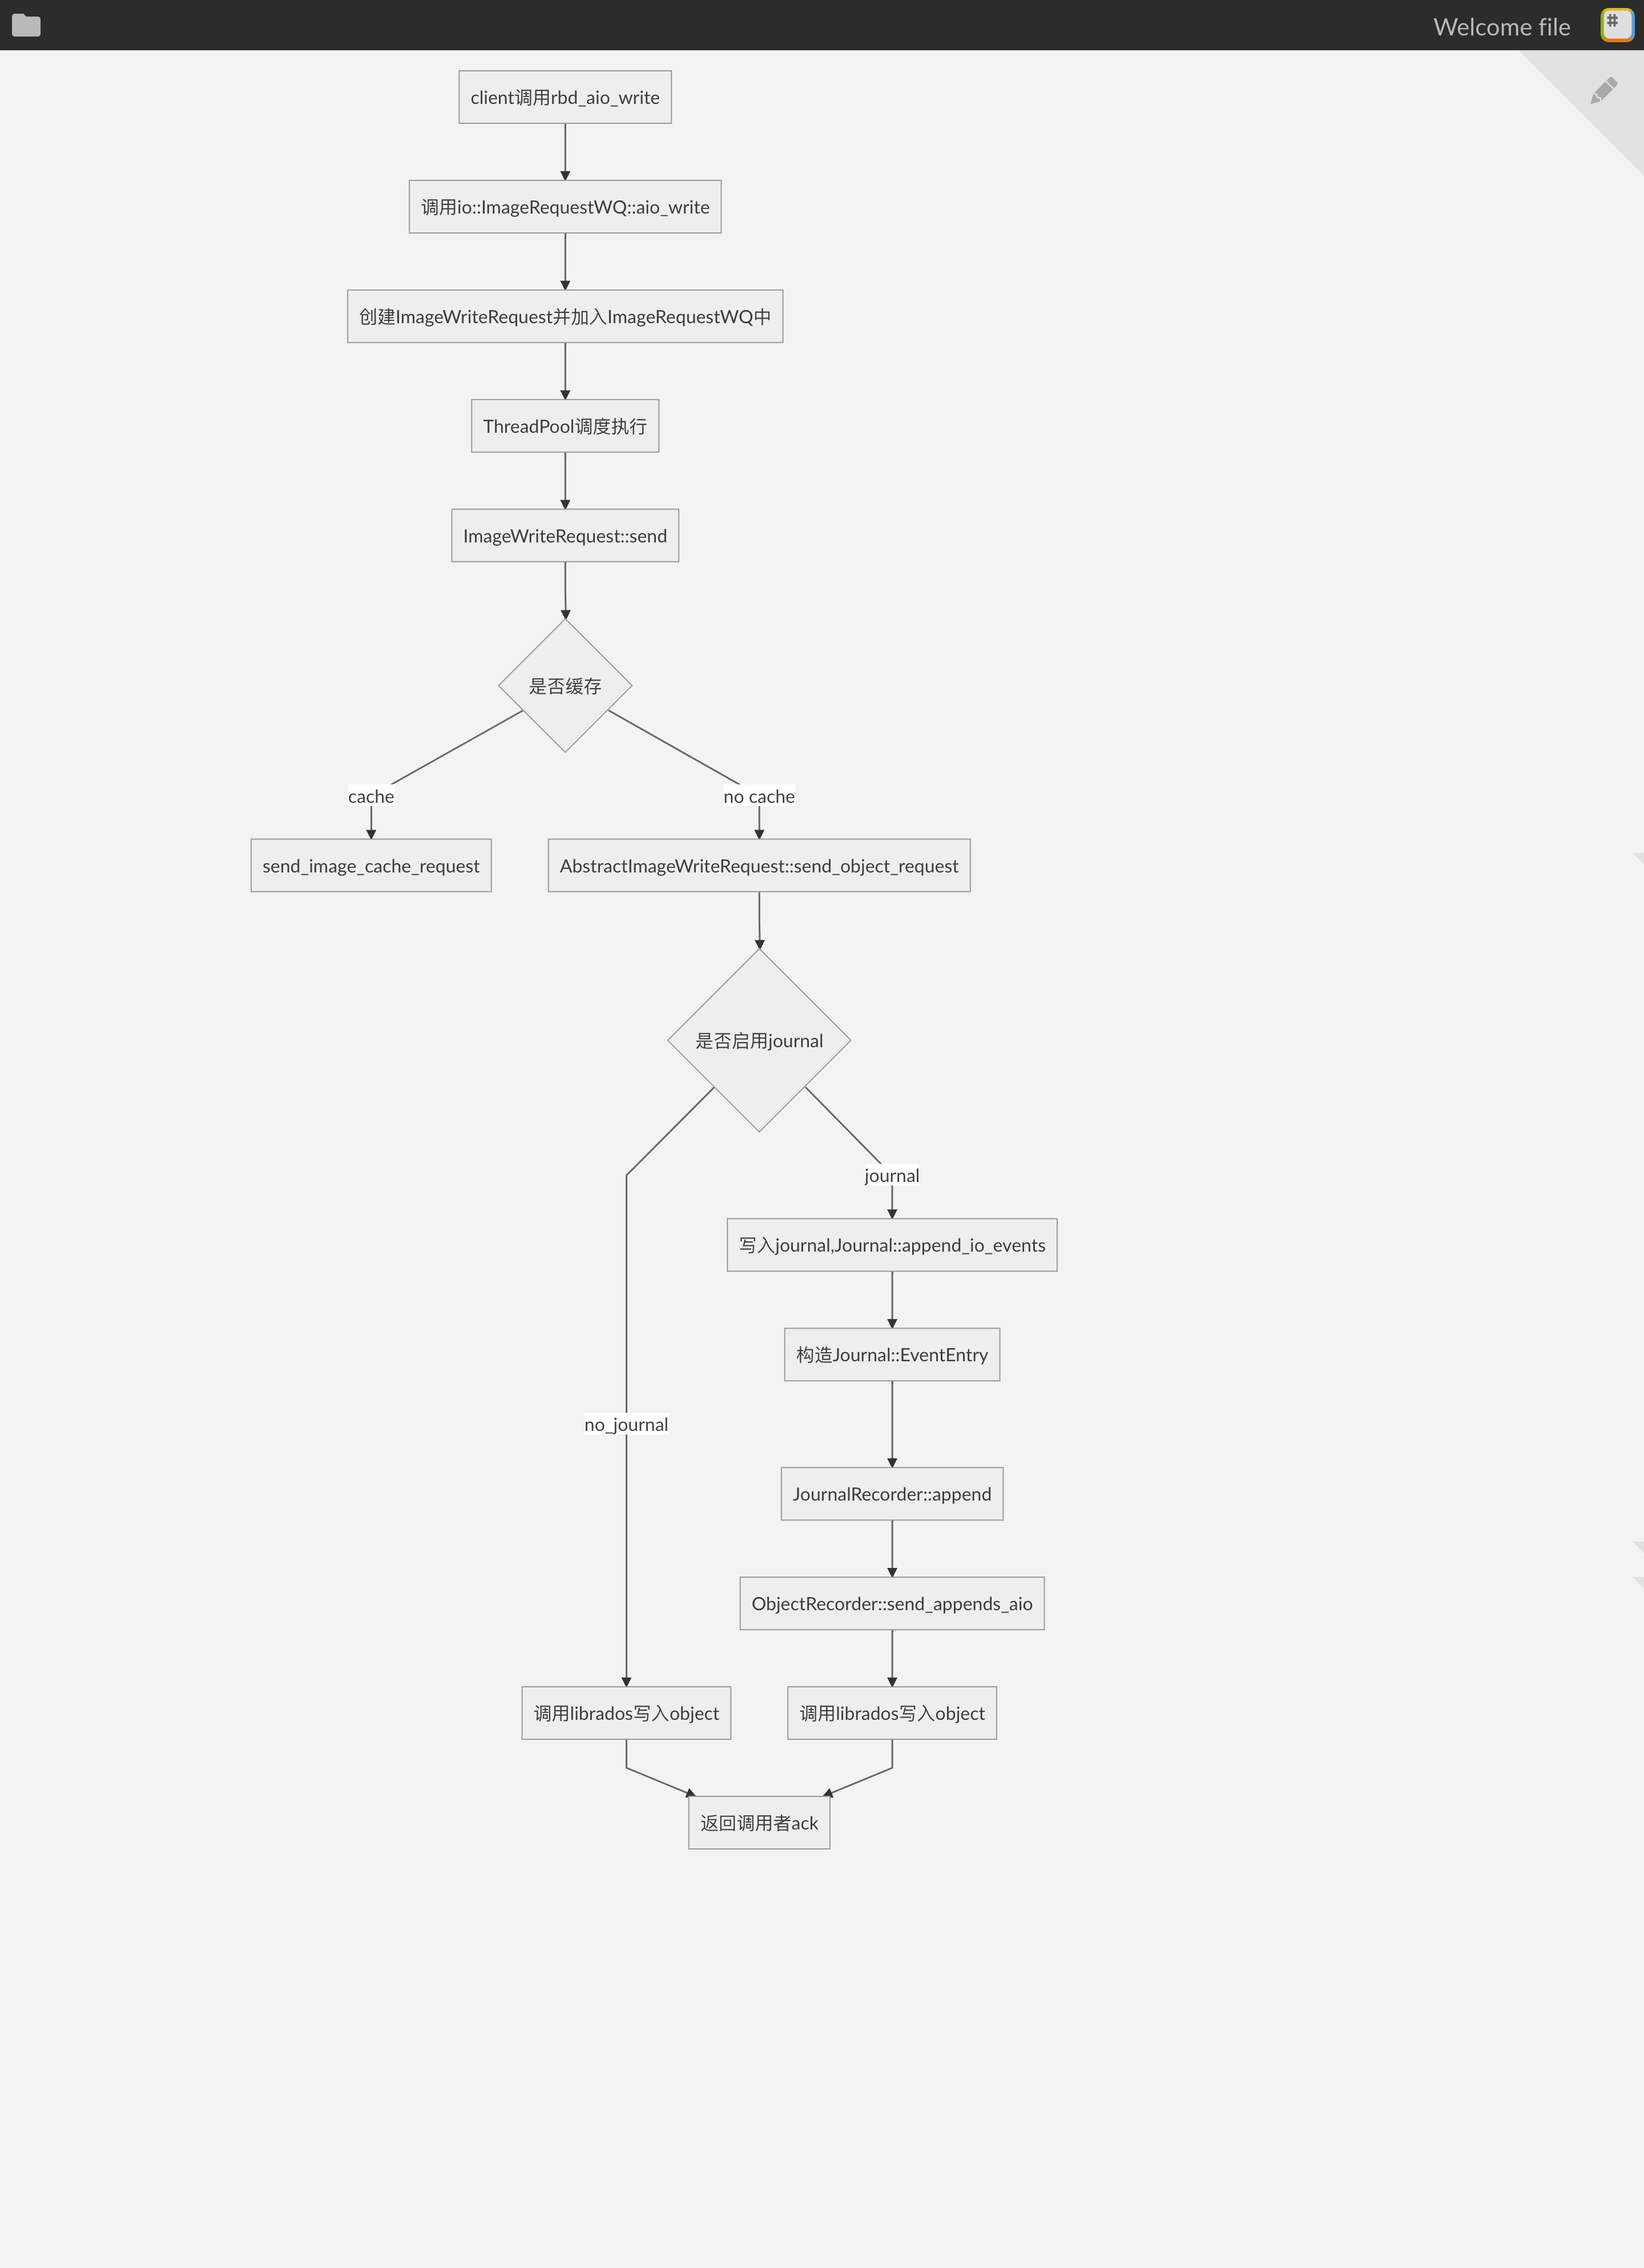 Welcome file
client调用rbd_aio_write
调用io::ImageRequestWQ::aio_write
创建ImageWriteRequest并加入ImageRequestWQ中
ThreadPool调度执行
ImageWriteRequest::send
是否缓存
cache
no cache
send_image_cache_request
AbstractImageWriteRequest::send_object_request
是否启用journal
journal
写入journal,Journal::append_io_events
构造Journal::EventEntry
no_journal
JournalRecorder::append
ObjectRecorder::send_appends_aio
调用librados写入object
调用librados写入object
返回调用者ack